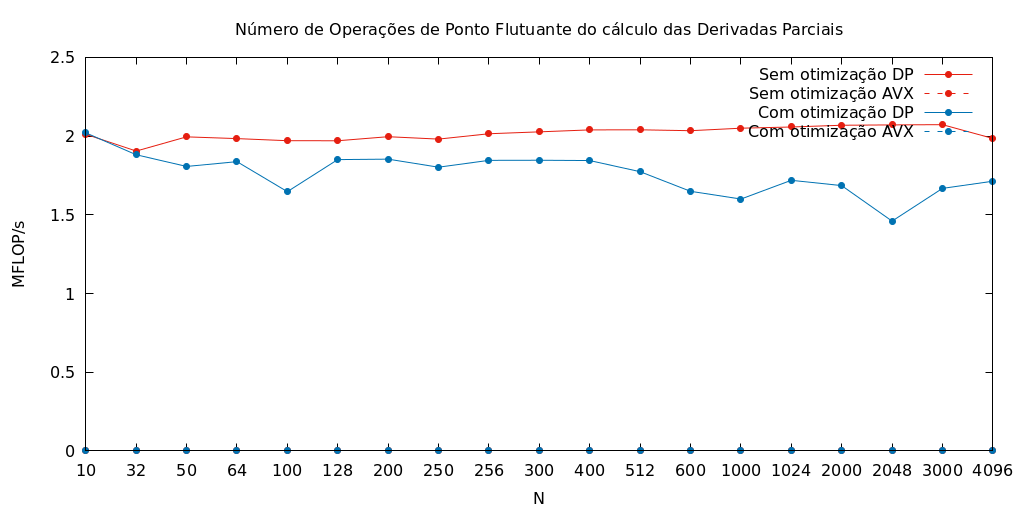 Número de Operações de Ponto Flutuante do cálculo das Derivadas Parciais
2.5
Sem otimização DP
Sem otimização AVX
Com otimização DP
Com otimização AVX
2
1.5
MFLOP/s
1
0.5
0
10 32 50 64 100 128 200 250 256 300 400 512 600 1000 1024 2000 2048 3000 4096
N